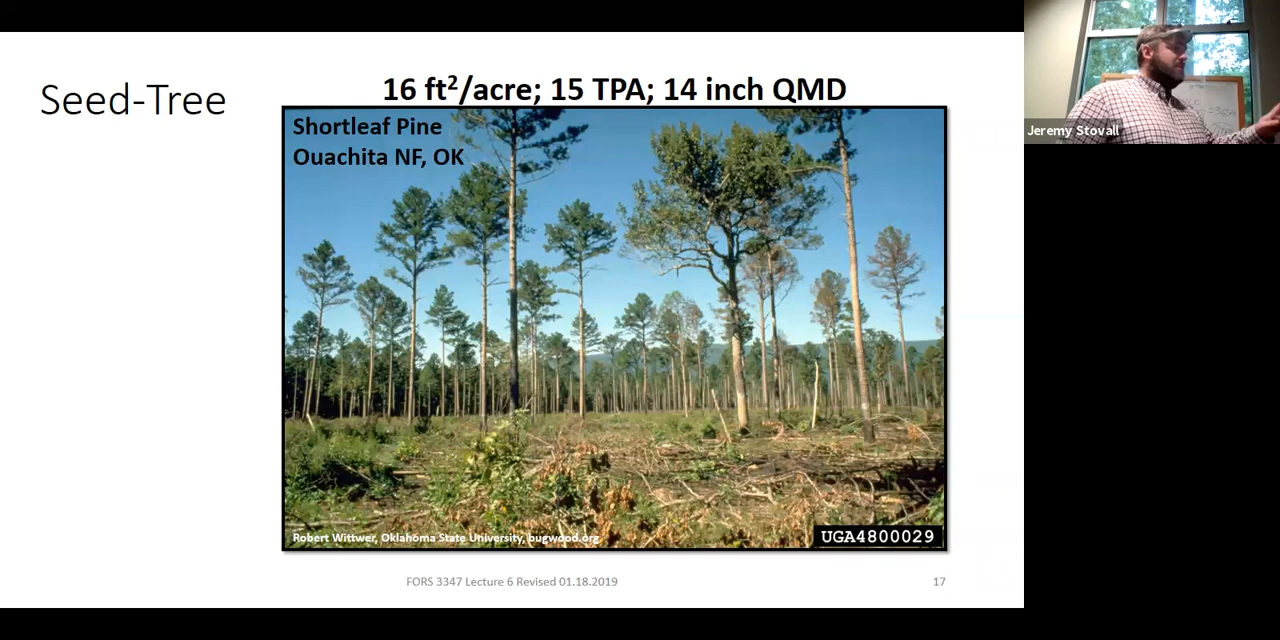 Seed-Tree
16 ft²/acre; 15 TPA; 14 inch QMD
Shortleaf Pine
Ouachita NF, OK
Robert Wittwer, Oklahoma State University, bugwood.org
UGA4800029
FORS 3347 Lecture 6 Revised 01.18.2019
17
Jeremy Stovall